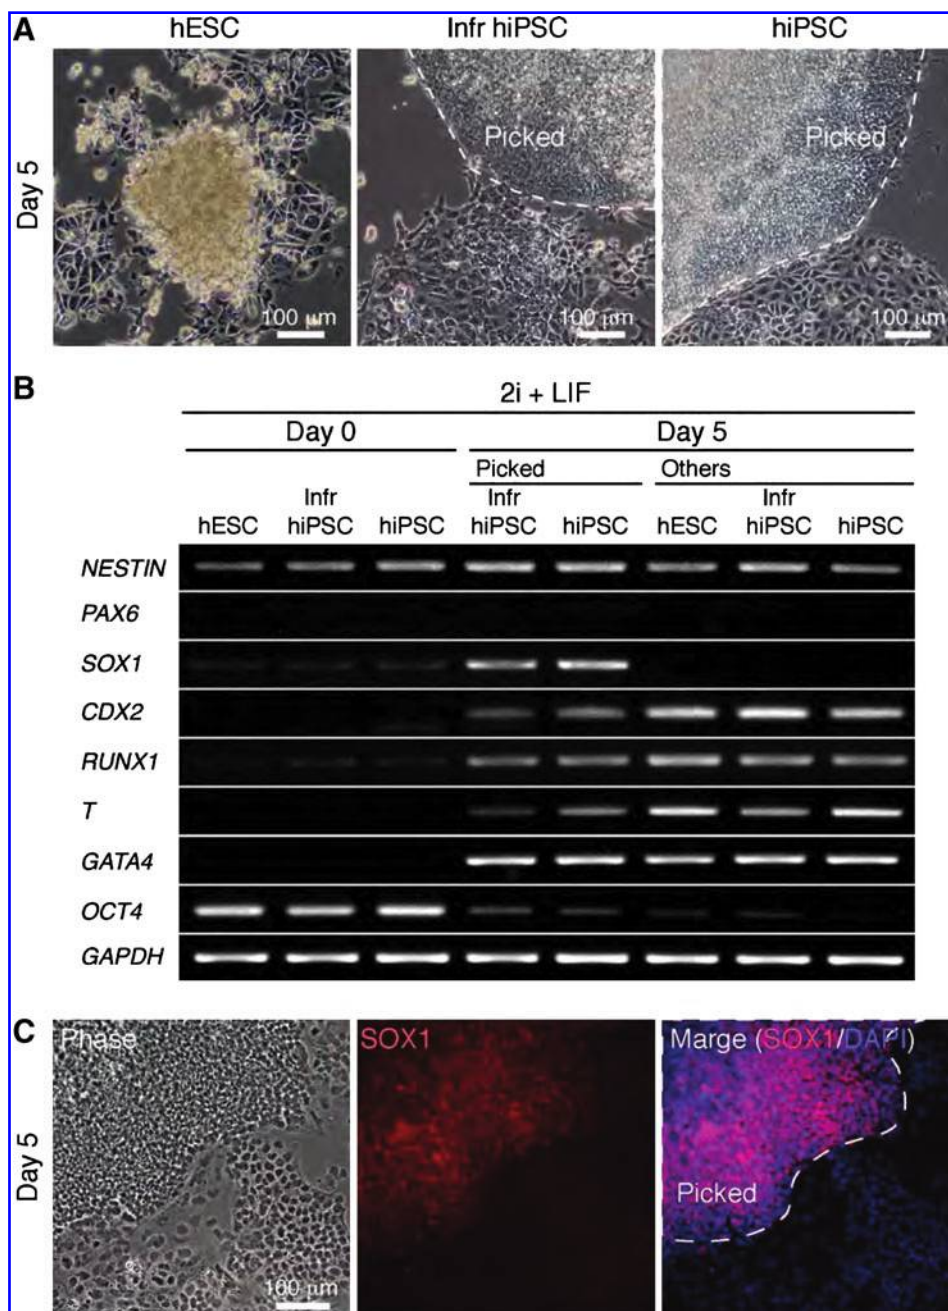 A
hESC
Infr hiPSC
hiPSC
Day 5
Picked
Picked
100 μm
100 μm
100 μm
B
2i + LIF
Day 0
Day 5
Picked
Others
Infr
Infr
Infr
hESC
hiPSC
hiPSC
hiPSC
hiPSC
hESC
hiPSC
hiPSC
NESTIN
PAX6
SOX1
CDX2
RUNX1
T
GATA4
OCT4
GAPDH
C
Phase
SOX1
Marge (SOX1/DAPI)
Day 5
Picked
100 μm